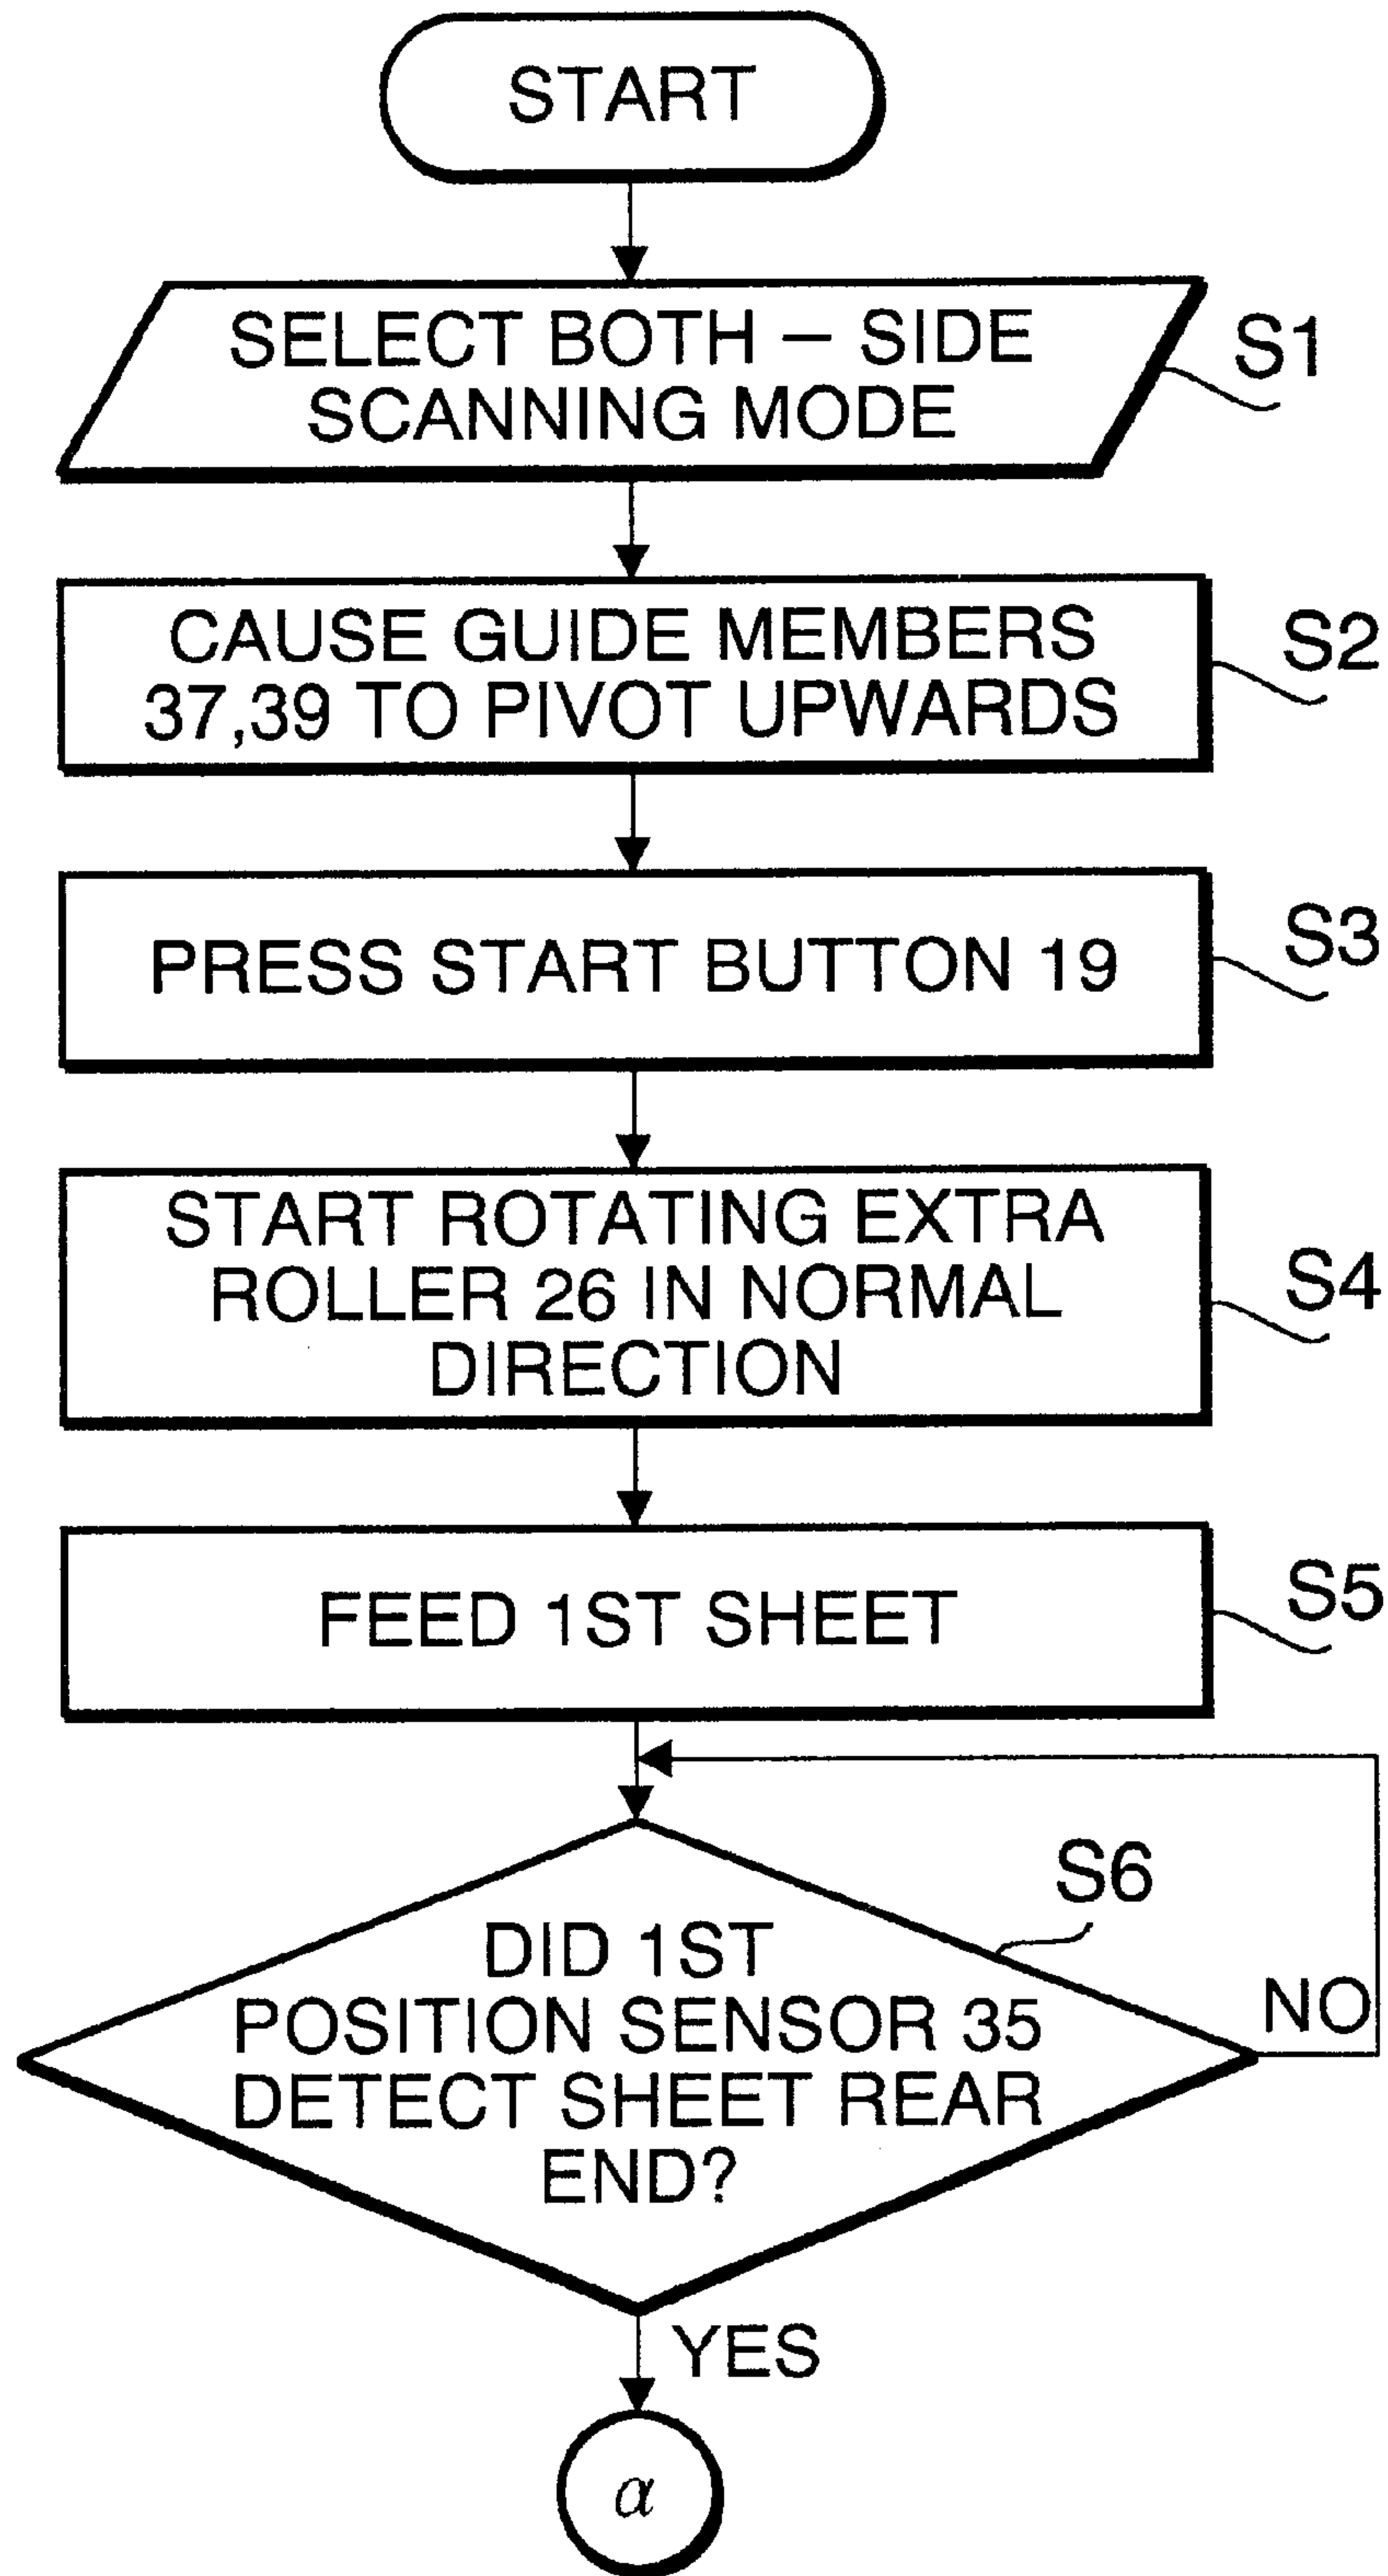 START
SELECT BOTH – SIDE
SCANNING MODE
S1
CAUSE GUIDE MEMBERS
37,39 TO PIVOT UPWARDS
S2
PRESS START BUTTON 19
S3
START ROTATING EXTRA
ROLLER 26 IN NORMAL
DIRECTION
S4
FEED 1ST SHEET
S5
S6
DID 1ST
POSITION SENSOR 35
DETECT SHEET REAR
END?
NO
YES
α